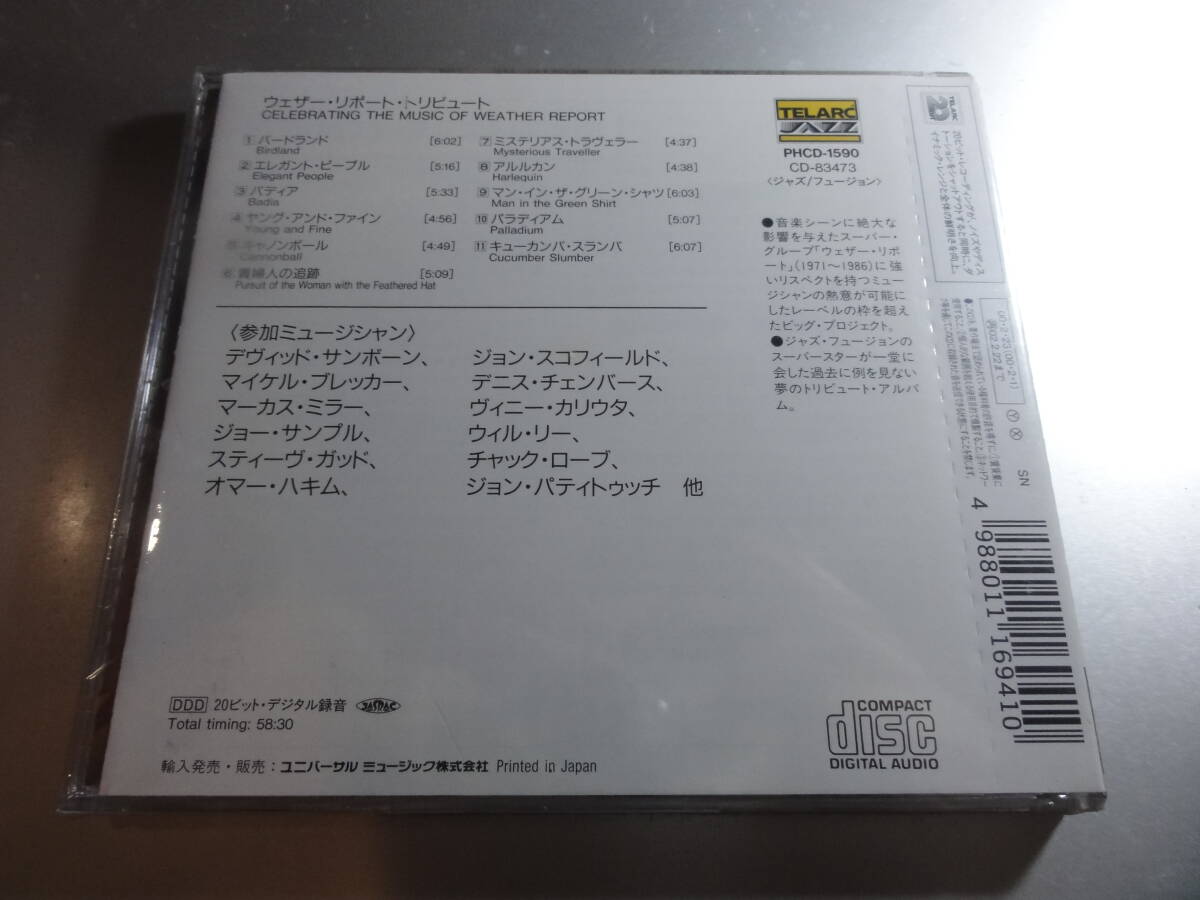 ウェザー・リポート・トリビュート
CELEBRATING THE MUSIC OF WEATHER REPORT
1 バードランド [6:02]
Birdland
2 エレガント・ピープル [5:16]
Elegant People
3 バディア [5:33]
Badia
4 ヤング・アンド・ファイン [4:56]
Young and Fine
5 キャノンボール [4:49]
Cannonball
6 貴婦人の追跡 [5:09]
Pursuit of the Woman with the Feathered Hat
7 ミステリアス・トラヴェラー [4:37]
Mysterious Traveller
8 アルルカン [4:38]
Harlequin
9 マン・イン・ザ・グリーン・シャツ [6:03]
Man in the Green Shirt
10 パラディアム [5:07]
Palladium
11 キューカンバ・スランバ [6:07]
Cucumber Slumber
〈参加ミュージシャン〉
デヴィッド・サンボーン、
マイケル・ブレッカー、
マーカス・ミラー、
ジョー・サンプル、
スティーヴ・ガッド、
オマー・ハキム、
ジョン・スコフィールド、
デニス・チェンバース、
ヴィニー・カリウタ、
ウィル・リー、
チャック・ローブ、
ジョン・パティトゥッチ 他
TELARC
JAZZ
PHCD-1590
CD-83473
〈ジャズ/フュージョン〉
●音楽シーンに絶大な
影響を与えたスーパー・
グループ「ウェザー・リポ
ート」(1971〜1986)に強
いリスペクトを持つミュー
ジシャンの熱意が可能に
したレーベルの枠を超え
たビッグ・プロジェクト。
●ジャズ・フュージョンの
スーパースターが一堂に
会した過去に例を見ない
夢のトリビュート・アルバ
ム。
DDD 20ビット・デジタル録音 JASRAC
Total timing: 58:30
輸入発売・販売：ユニバーサル ミュージック株式会社 Printed in Japan
COMPACT
disc
DIGITAL AUDIO
TELARC
20
Y X SN
4 988011 169410